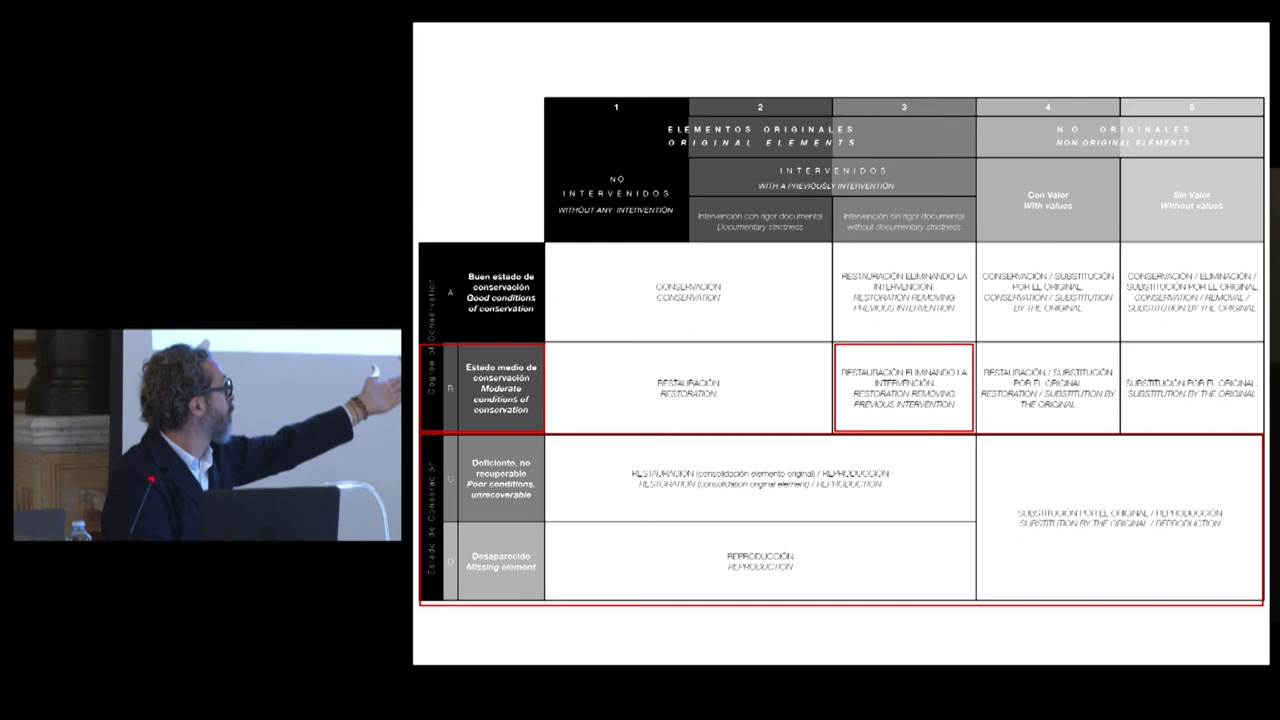 1
2
3
4
5
ELEMENTOS ORIGINALES
ORIGINAL ELEMENTS
NO ORIGINALES
NON ORIGINAL ELEMENTS
NO
INTERVENIDOS
WITHOUT ANY INTERVENTION
INTERVENIDOS
WITH A PREVIOUSLY INTERVENTION
Intervención con rigor documental
Documentary strictness
Intervención sin rigor documental
without documentary strictness
Con Valor
With values
Sin Valor
Without values
Degree of Conservation
Estado de Conseración
A
Buen estado de
conservación
Good conditions
of conservation
CONSERVACIÓN
CONSERVATION
RESTAURACIÓN ELIMINANDO LA
INTERVENCIÓN.
RESTORATION REMOVING
PREVIOUS INTERVENTION
CONSERVACIÓN / SUBSTITUCIÓN
POR EL ORIGINAL.
CONSERVATION / SUBSTITUTION
BY THE ORIGINAL
CONSERVACIÓN / ELIMINACIÓN /
SUBSTITUCIÓN POR EL ORIGINAL
CONSERVATION / REMOVAL /
SUBSTITUTION BY THE ORIGINAL
B
Estado medio de
conservación
Moderate
conditions of
conservation
RESTAURACIÓN
RESTORATION
RESTAURACIÓN ELIMINANDO LA
INTERVENCIÓN
RESTORATION REMOVING
PREVIOUS INTERVENTION
RESTAURACIÓN / SUBSTITUCIÓN
POR EL ORIGINAL
RESTORATION / SUBSTITUTION BY
THE ORIGINAL
SUBSTITUCIÓN POR EL ORIGINAL.
SUBSTITUTION BY THE ORIGINAL
C
Deficiente, no
recuperable
Poor conditions,
unrecoverable
RESTAURACIÓN (consolidación elemento original) / REPRODUCCIÓN
RESTORATION (consolidation original element) / REPRODUCTION
SUBSTITUCIÓN POR EL ORIGINAL / REPRODUCCIÓN
SUBSTITUTION BY THE ORIGINAL / REPRODUCTION
D
Desaparecido
Missing element
REPRODUCCIÓN
REPRODUCTION